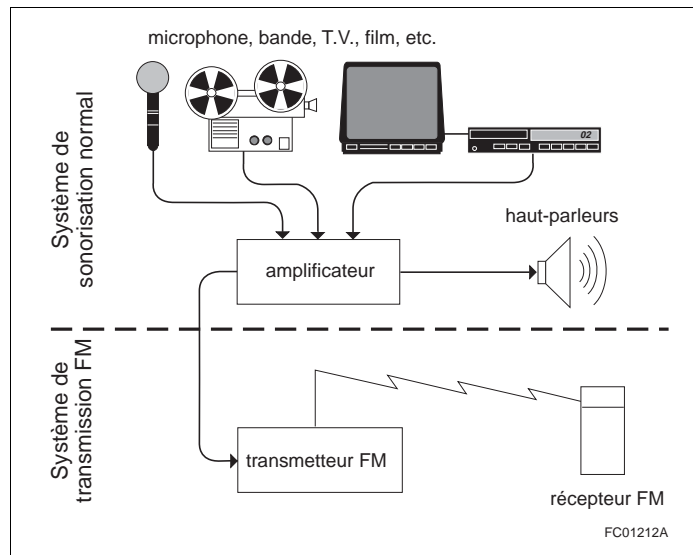 microphone, bande, T.V., film, etc.
02
Système de
sonorisation normal
haut-parleurs
amplificateur
Système de
transmission FM
transmetteur FM
récepteur FM
FC01212A